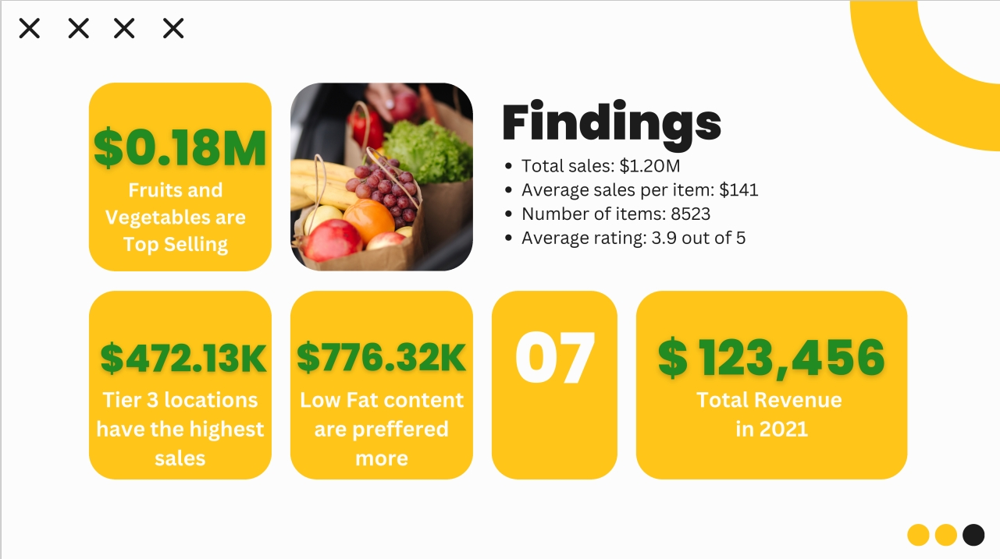 $0.18M
Fruits and
Vegetables are
Top Selling
Findings
• Total sales: $1.20M
• Average sales per item: $141
• Number of items: 8523
• Average rating: 3.9 out of 5
$472.13K
Tier 3 locations
have the highest
sales
$776.32K
Low Fat content
are preffered
more
07
$ 123,456
Total Revenue
in 2021